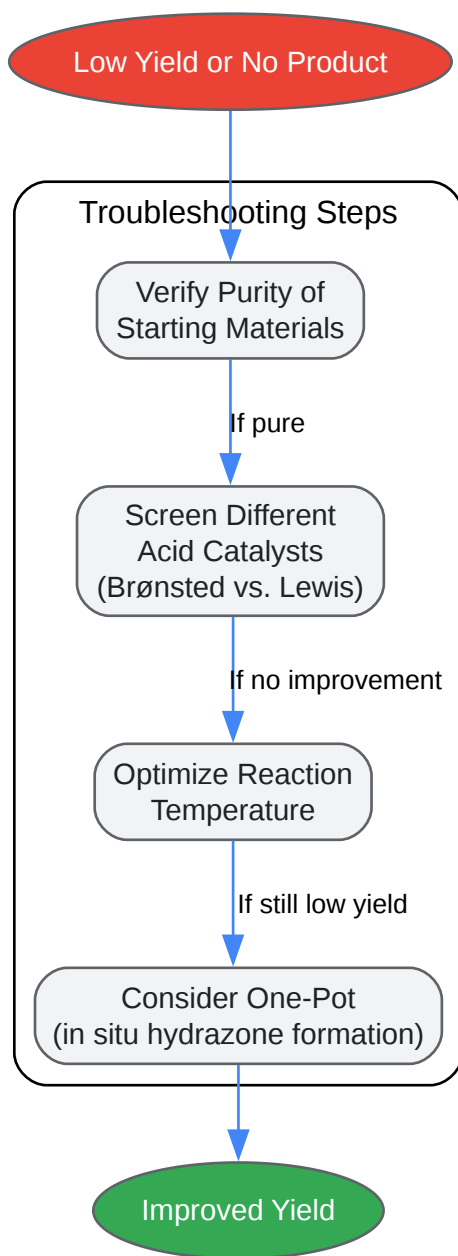 Low Yield or No Product
Troubleshooting Steps
Verify Purity of
Starting Materials
If pure
Screen Different
Acid Catalysts
(Brønsted vs. Lewis)
If no improvement
Optimize Reaction
Temperature
If still low yield
Consider One-Pot
(in situ hydrazone formation)
Improved Yield